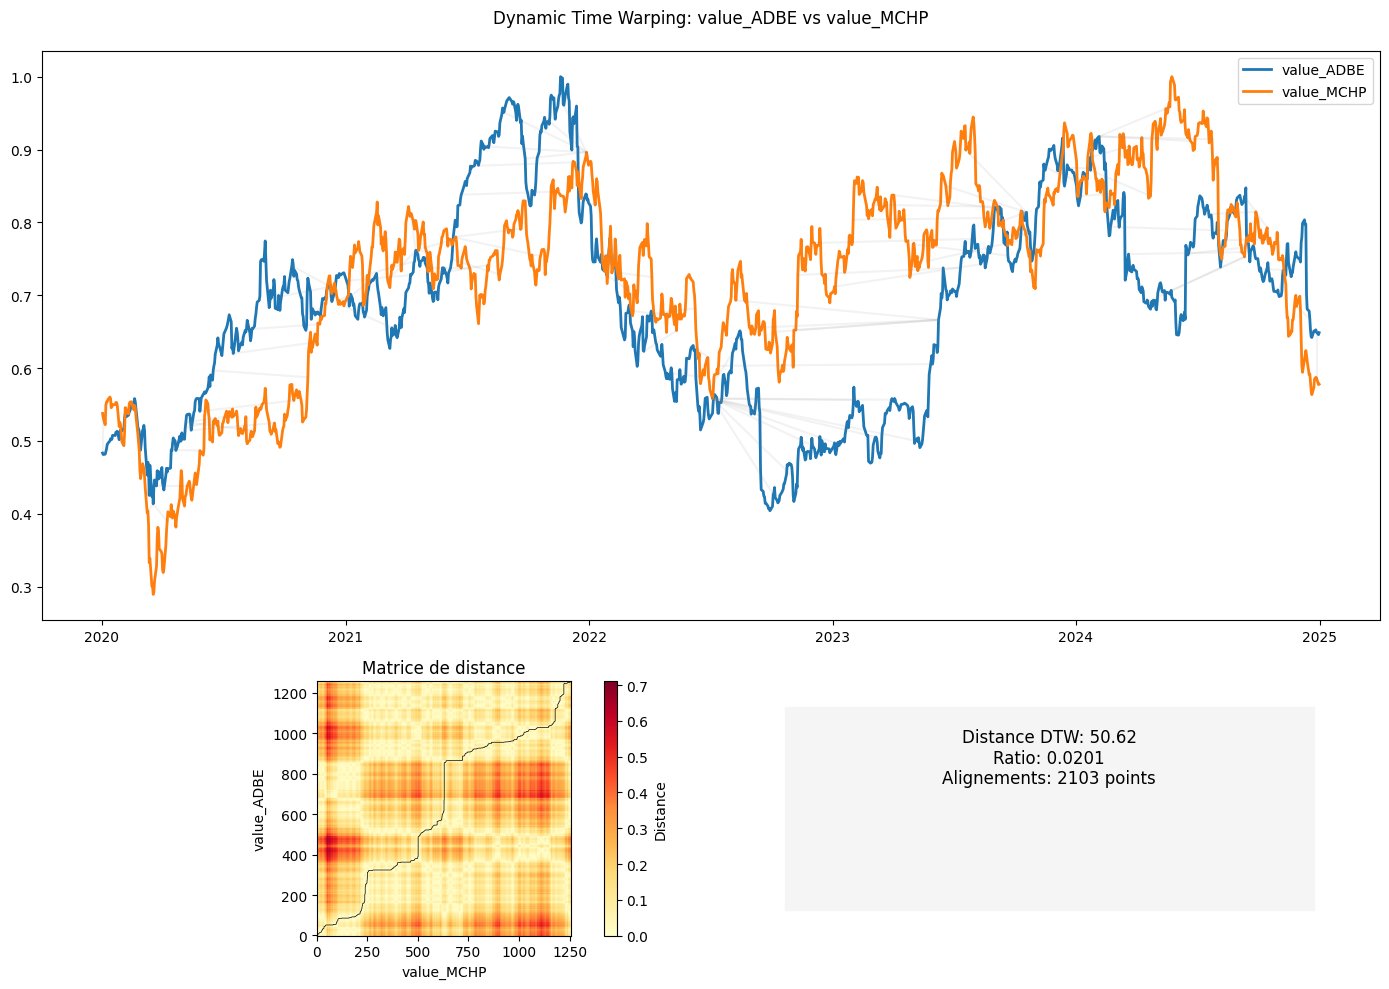 Dynamic Time Warping: value_ADBE vs value_MCHP
value_ADBE
value_MCHP
1.0
0.9
0.8
0.7
0.6
0.5
0.4
0.3
2020 2021 2022 2023 2024 2025
Matrice de distance
value_ADBE
1200
1000
800
600
400
200
0
0 250 500 750 1000 1250
value_MCHP
0.7
0.6
0.5
0.4
0.3
0.2
0.1
0.0
Distance
Distance DTW: 50.62
Ratio: 0.0201
Alignements: 2103 points